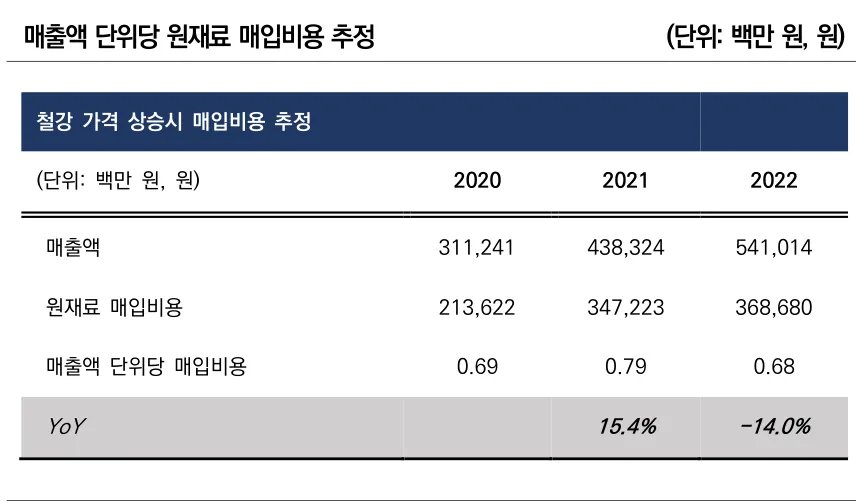 매출액 단위당 원재료 매입비용 추정 (단위: 백만 원, 원)
철강 가격 상승시 매입비용 추정
(단위: 백만 원, 원) 2020 2021 2022
매출액 311,241 438,324 541,014
원재료 매입비용 213,622 347,223 368,680
매출액 단위당 매입비용 0.69 0.79 0.68
YoY 15.4% -14.0%